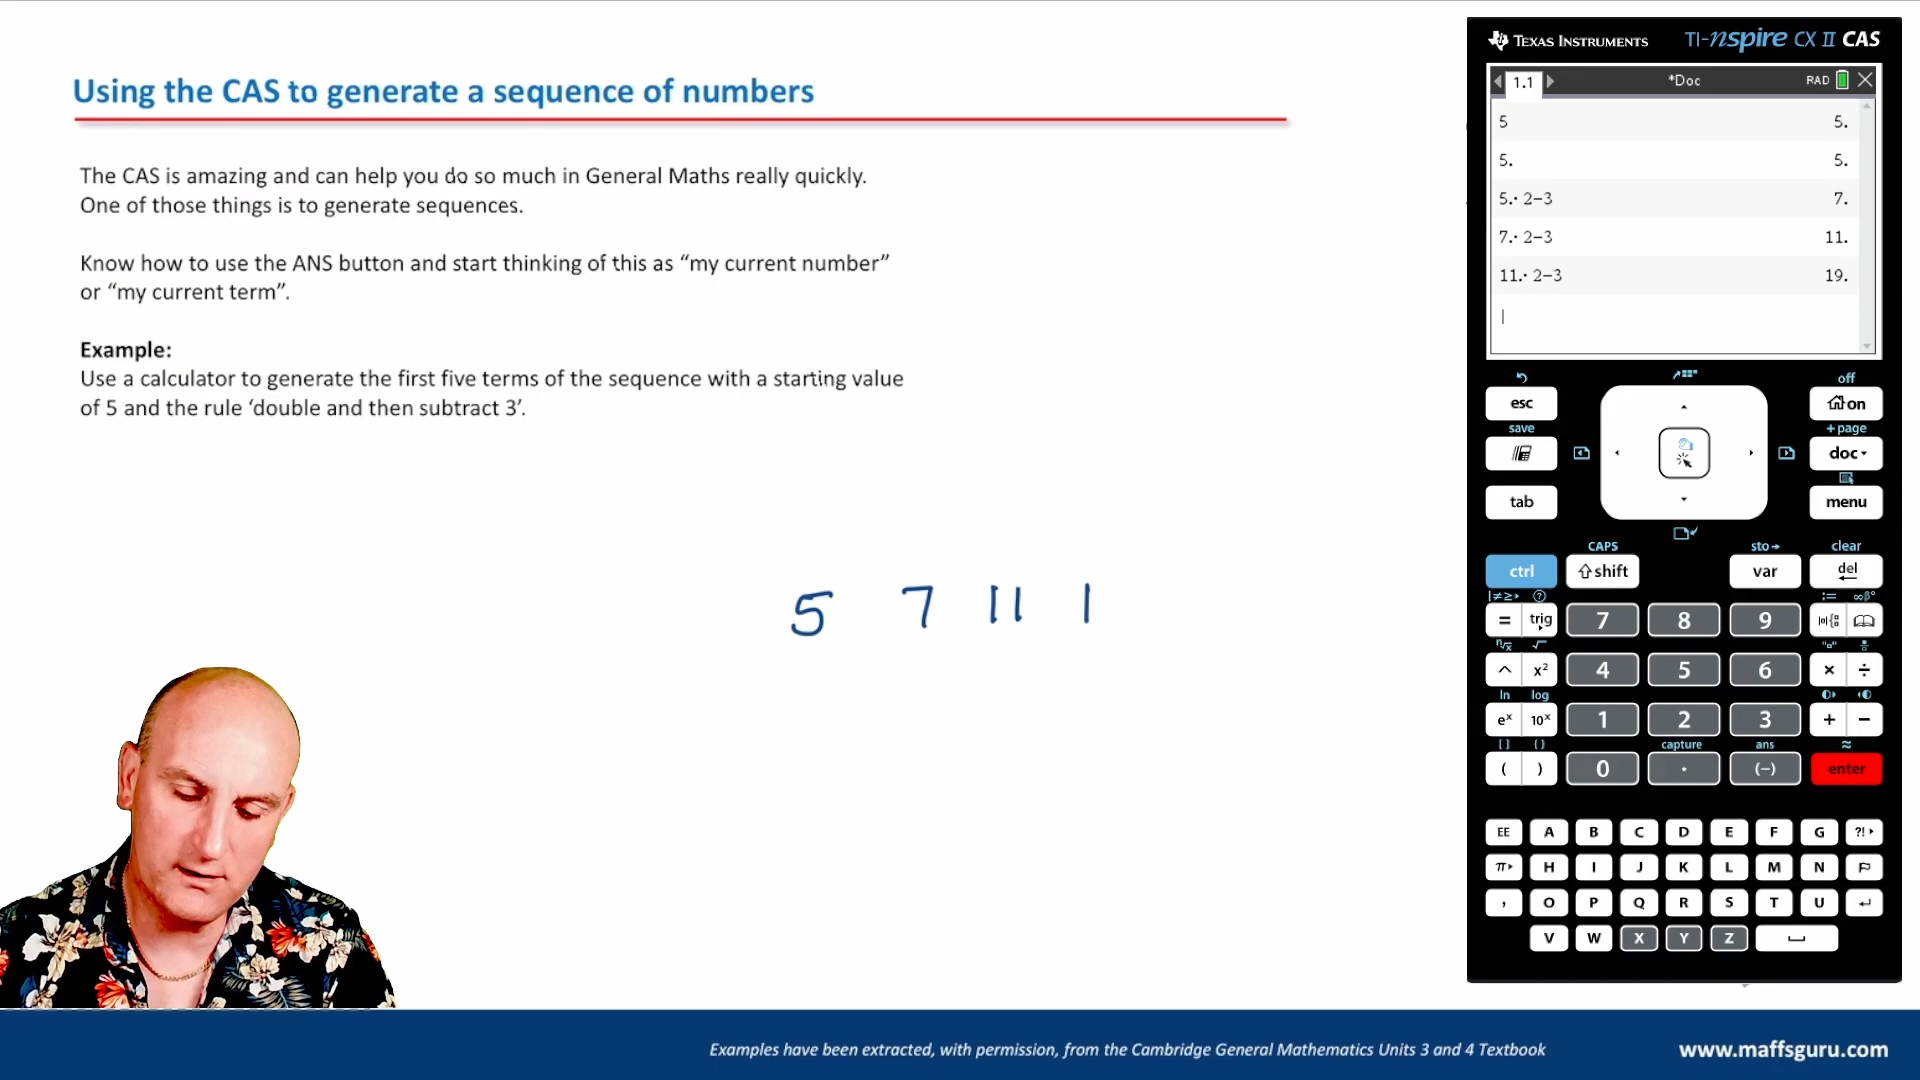 Using the CAS to generate a sequence of numbers
The CAS is amazing and can help you do so much in General Maths really quickly.
One of those things is to generate sequences.
Know how to use the ANS button and start thinking of this as “my current number”
or “my current term”.
Example:
Use a calculator to generate the first five terms of the sequence with a starting value
of 5 and the rule ‘double and then subtract 3’.
5 7 11 1
TEXAS INSTRUMENTS TI-nspire CX II CAS
1.1 *Doc RAD
5 5.
5. 5.
5.· 2−3 7.
7.· 2−3 11.
11.· 2−3 19.
off
esc on
save + page
doc
tab menu
CAPS sto→ clear
ctrl shift var del
|≠≥▸ ? := ∞β°
= trig 7 8 9 |□|{
ⁿ√x √ "□"
^ x² 4 5 6 × ÷
ln log
eˣ 10ˣ 1 2 3 + −
[ ] { } capture ans ≈
( ) 0 . (−) enter
EE A B C D E F G ?!▸
π▸ H I J K L M N
, O P Q R S T U ↵
V W X Y Z
Examples have been extracted, with permission, from the Cambridge General Mathematics Units 3 and 4 Textbook
www.maffsguru.com